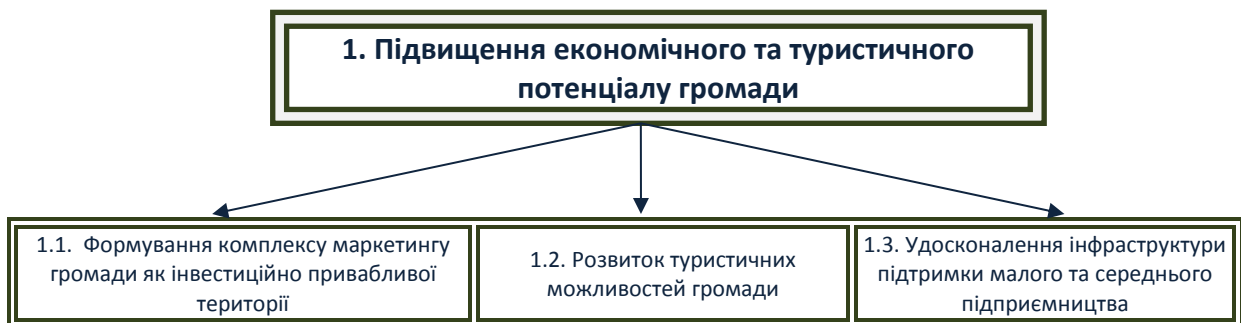 1. Підвищення економічного та туристичного
потенціалу громади
1.1. Формування комплексу маркетингу
громади як інвестиційно привабливої
території
1.2. Розвиток туристичних
можливостей громади
1.3. Удосконалення інфраструктури
підтримки малого та середнього
підприємництва